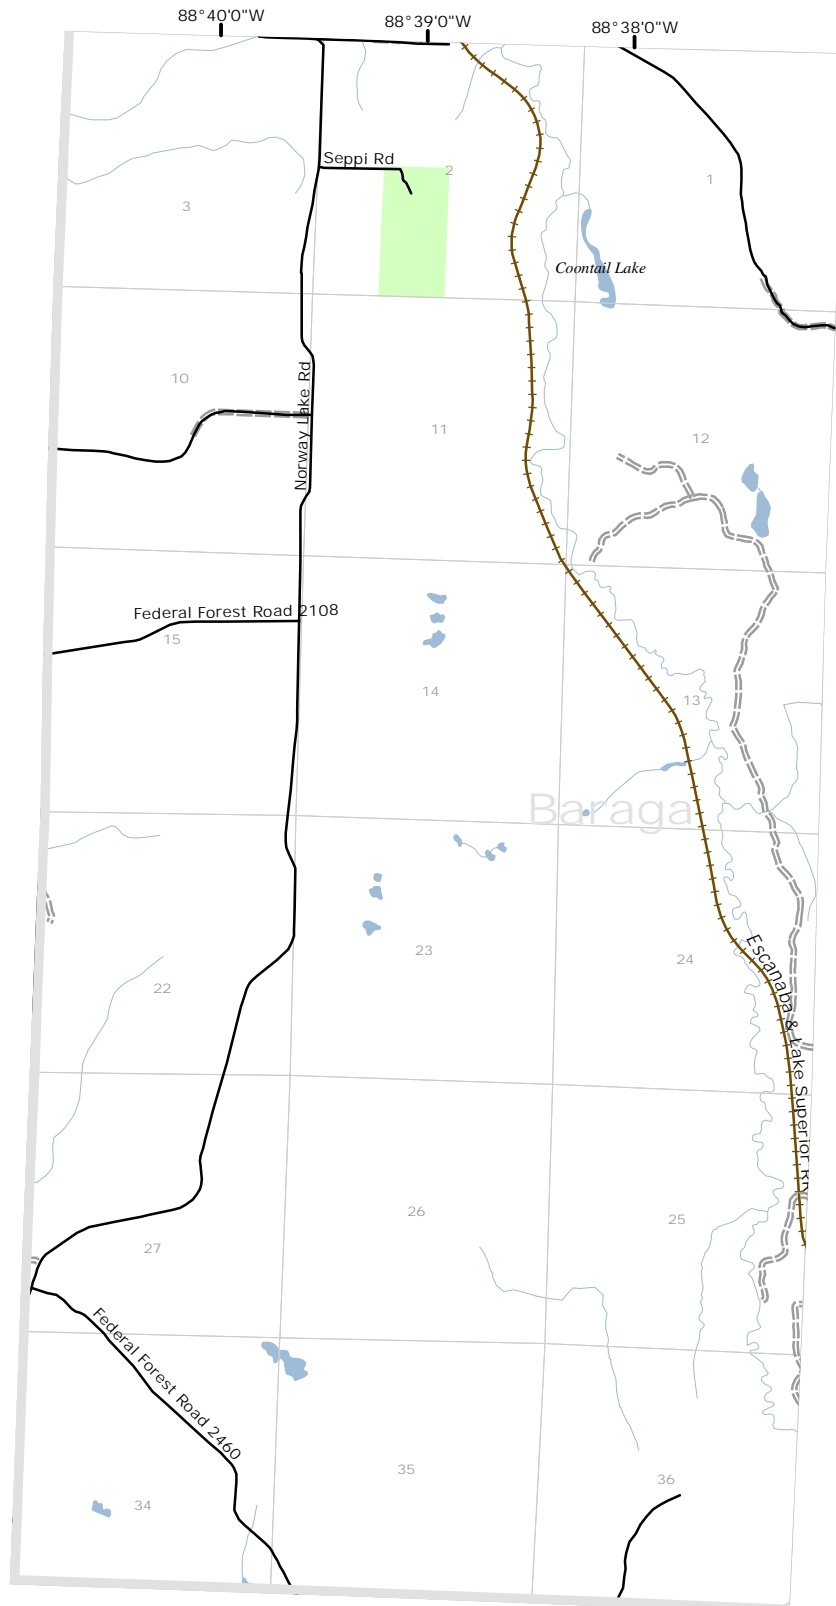 88°40'0"W
88°39'0"W
88°38'0"W
Seppi Rd
2
1
3
Coontail Lake
10
Norway Lake Rd
11
12
Federal Forest Road 2108
15
14
13
Baraga
23
24
22
Escanaba & Lake Superior RR
26
25
27
Federal Forest Road 2460
35
36
34